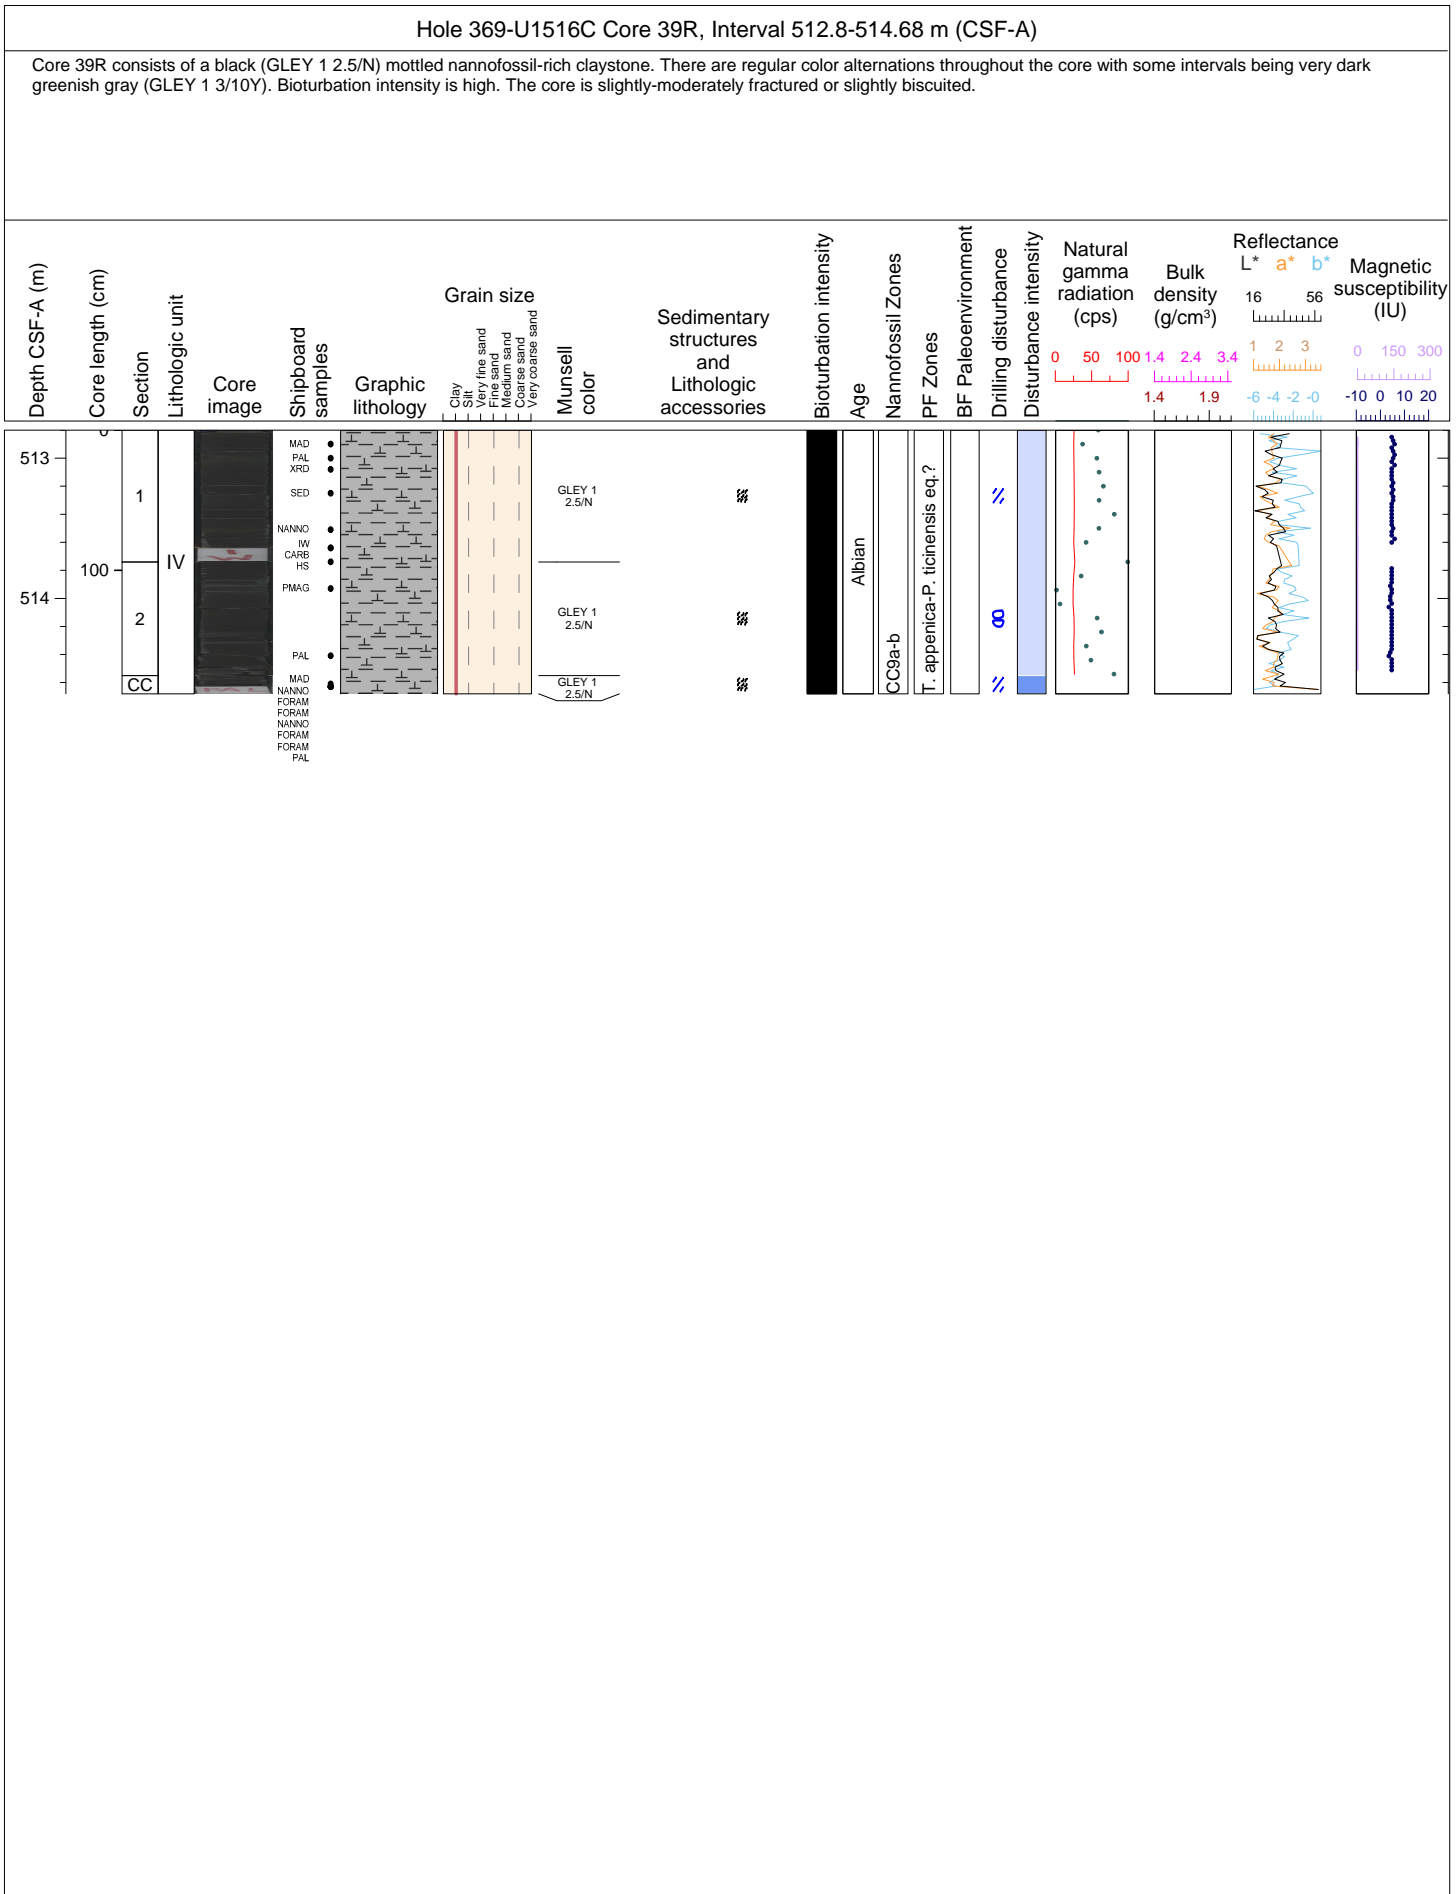 Hole 369-U1516C Core 39R, Interval 512.8-514.68 m (CSF-A)
Core 39R consists of a black (GLEY 1 2.5/N) mottled nannofossil-rich claystone. There are regular color alternations throughout the core with some intervals being very dark
greenish gray (GLEY 1 3/10Y). Bioturbation intensity is high. The core is slightly-moderately fractured or slightly biscuited.
Depth CSF-A (m)
Core length (cm)
Section
Lithologic unit
Core
image
Shipboard
samples
Graphic
lithology
Grain size
Clay
Silt
Very fine sand
Fine sand
Medium sand
Coarse sand
Very coarse sand
Munsell
color
Sedimentary
structures
and
Lithologic
accessories
Bioturbation intensity
Age
Nannofossil Zones
PF Zones
BF Paleoenvironment
Drilling disturbance
Disturbance intensity
Natural
gamma
radiation
(cps)
0 50 100
Bulk
density
(g/cm³)
1.4 2.4 3.4
1.4 1.9
Reflectance
L* a* b*
16 56
1 2 3
-6 -4 -2 -0
Magnetic
susceptibility
(IU)
0 150 300
-10 0 10 20
513
514
0
100
1
2
CC
IV
MAD
PAL
XRD
SED
NANNO
IW
CARB
HS
PMAG
PAL
MAD
NANNO
FORAM
FORAM
NANNO
FORAM
FORAM
PAL
GLEY 1
2.5/N
GLEY 1
2.5/N
GLEY 1
2.5/N
Albian
CC9a-b
T. appenica-P. ticinensis eq.?